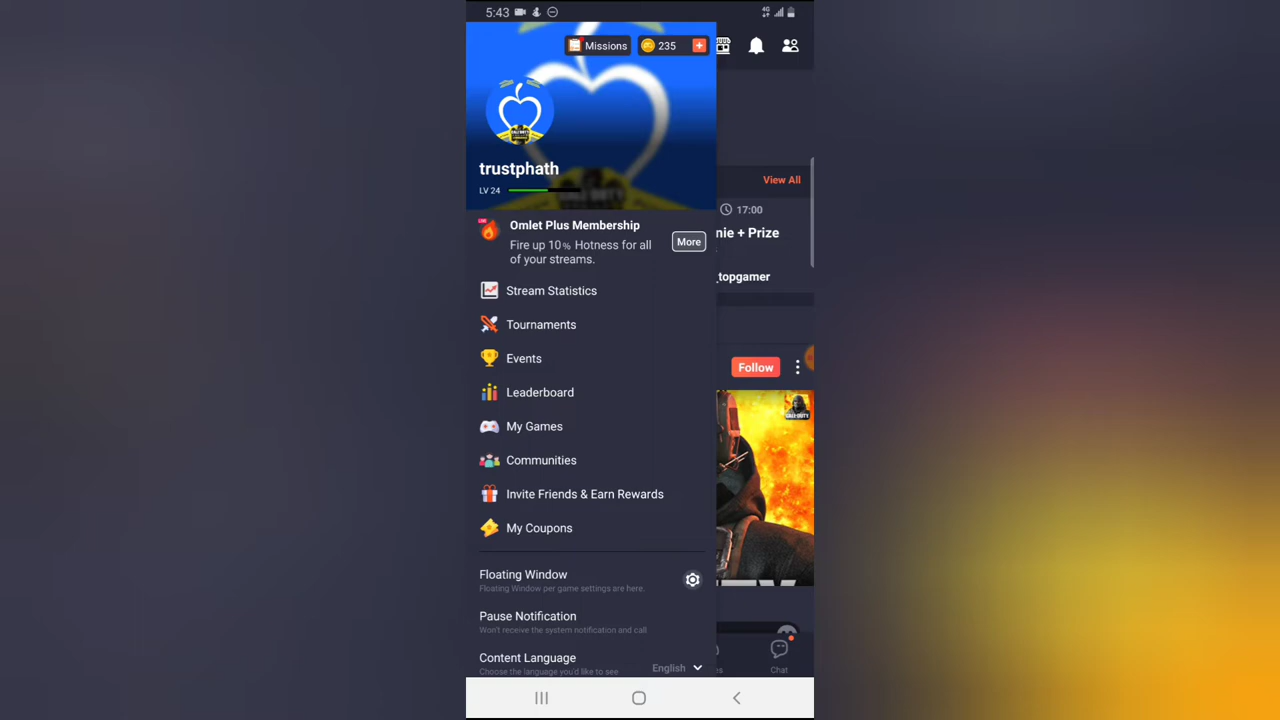 5:43
4G
Missions
235
trustphath
LV 24
View All
17:00
nie + Prize
_topgamer
Omlet Plus Membership
Fire up 10% Hotness for all
of your streams.
More
LIVE
Stream Statistics
Tournaments
Events
Follow
Leaderboard
My Games
Communities
Invite Friends & Earn Rewards
My Coupons
Floating Window
Floating Window per game settings are here.
Pause Notification
Won't receive the system notification and call.
Content Language
Choose the language you'd like to see
English
es
Chat